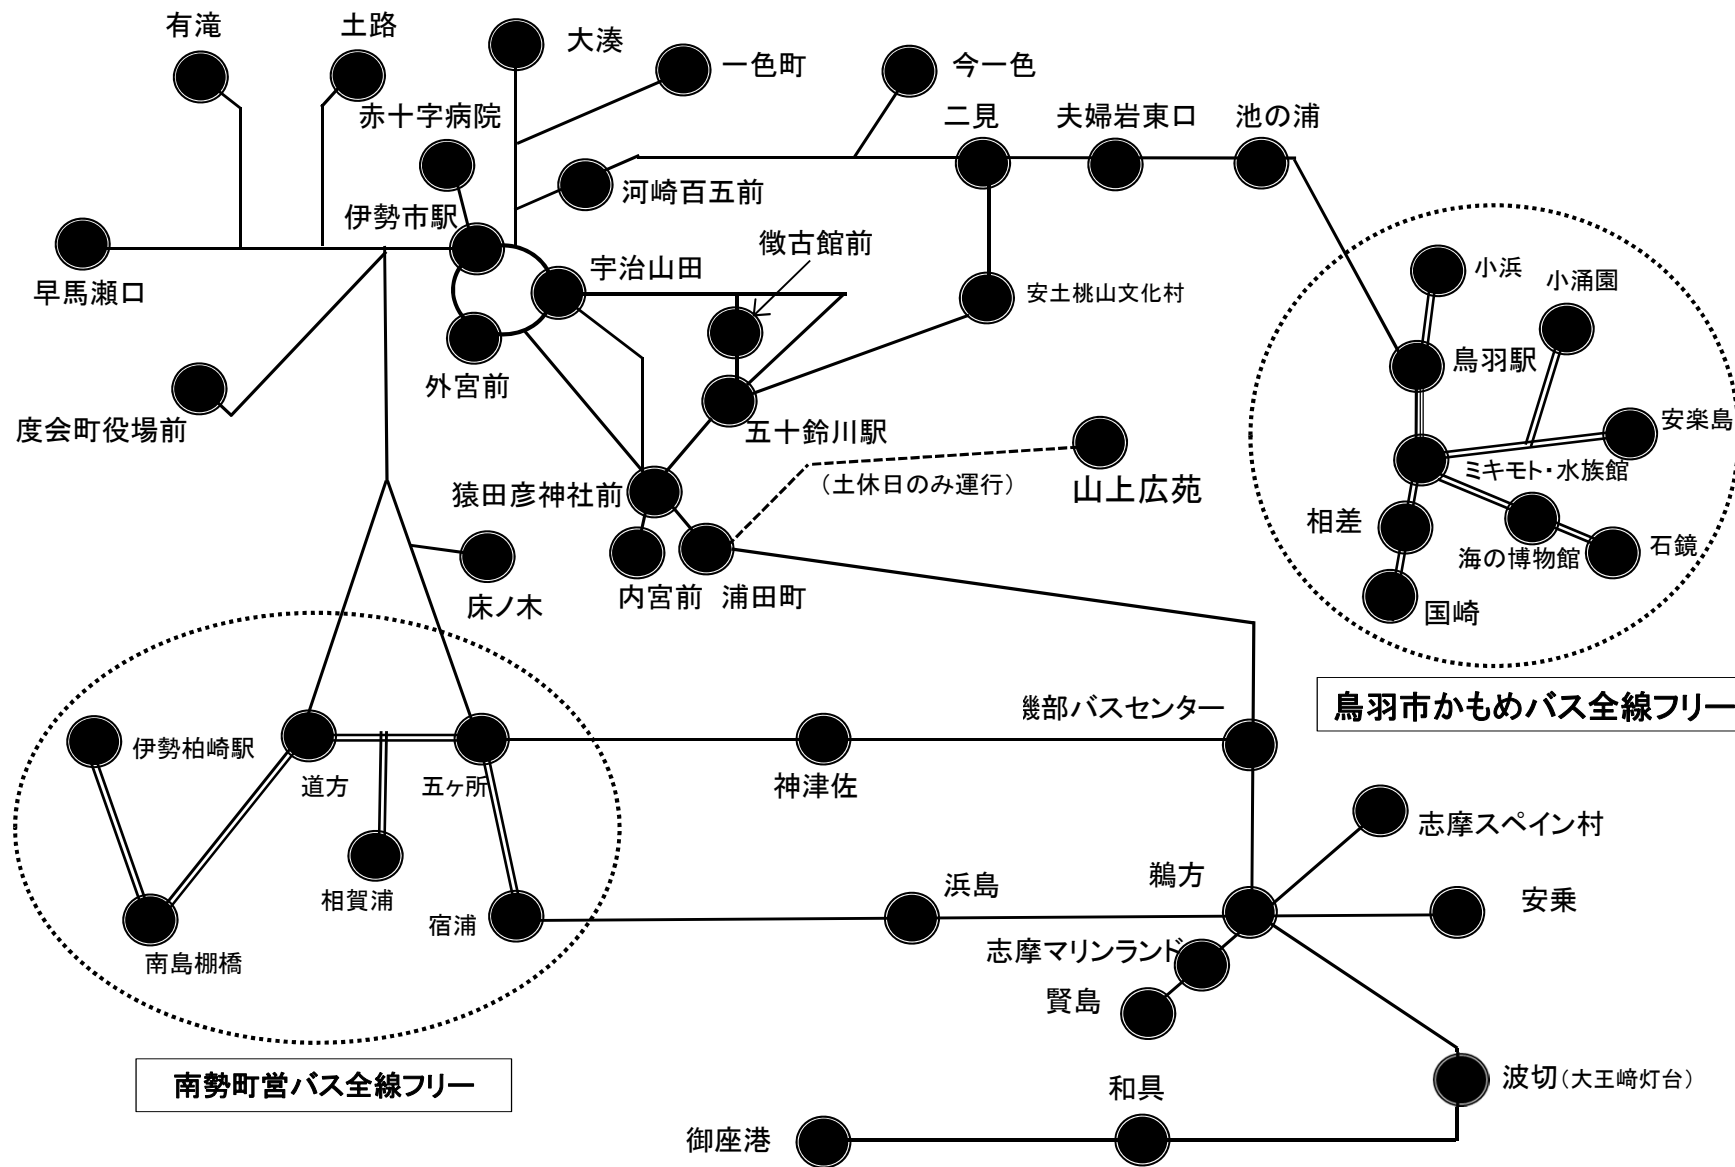 有滝
土路
大湊
一色町
今一色
赤十字病院
二見
夫婦岩東口
池の浦
河崎百五前
伊勢市駅
徴古館前
宇治山田
早馬瀬口
安土桃山文化村
小浜
小涌園
鳥羽駅
外宮前
度会町役場前
五十鈴川駅
安楽島
ミキモト・水族館
(土休日のみ運行)
山上広苑
猿田彦神社前
相差
海の博物館
石鏡
床ノ木
内宮前
浦田町
国崎
鳥羽市かもめバス全線フリー
磯部バスセンター
伊勢柏崎駅
道方
五ヶ所
神津佐
志摩スペイン村
相賀浦
鵜方
浜島
安乗
宿浦
南島棚橋
志摩マリンランド
賢島
南勢町営バス全線フリー
波切(大王﨑灯台)
和具
御座港